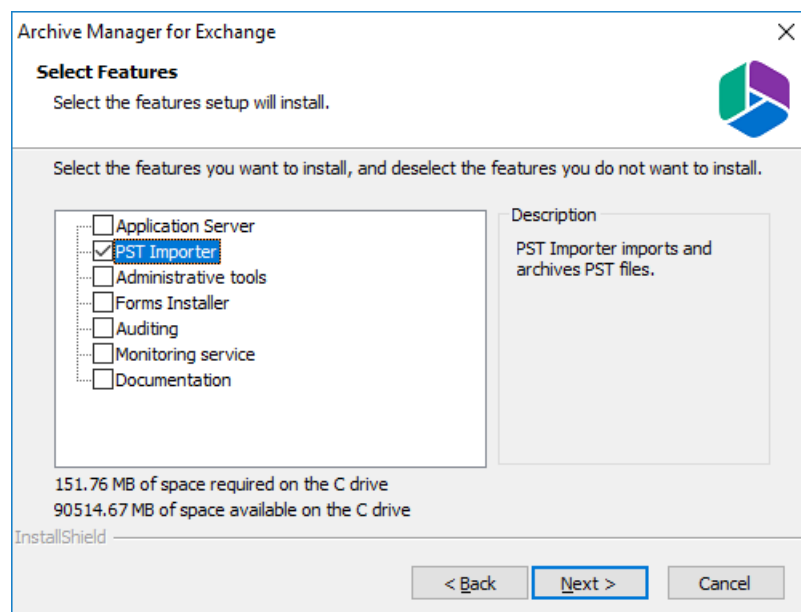 Archive Manager for Exchange
Select Features
Select the features setup will install.
Select the features you want to install, and deselect the features you do not want to install.
Application Server
PST Importer
Administrative tools
Forms Installer
Auditing
Monitoring service
Documentation
Description
PST Importer imports and
archives PST files.
151.76 MB of space required on the C drive
90514.67 MB of space available on the C drive
InstallShield
< Back
Next >
Cancel